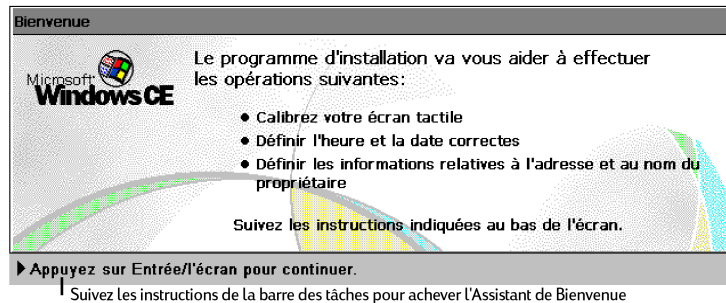 Bienvenue
Microsoft
Windows CE
Le programme d'installation va vous aider à effectuer
les opérations suivantes:
● Calibrez votre écran tactile
● Définir l'heure et la date correctes
● Définir les informations relatives à l'adresse et au nom du
propriétaire
Suivez les instructions indiquées au bas de l'écran.
Appuyez sur Entrée/l'écran pour continuer.
Suivez les instructions de la barre des tâches pour achever l'Assistant de Bienvenue